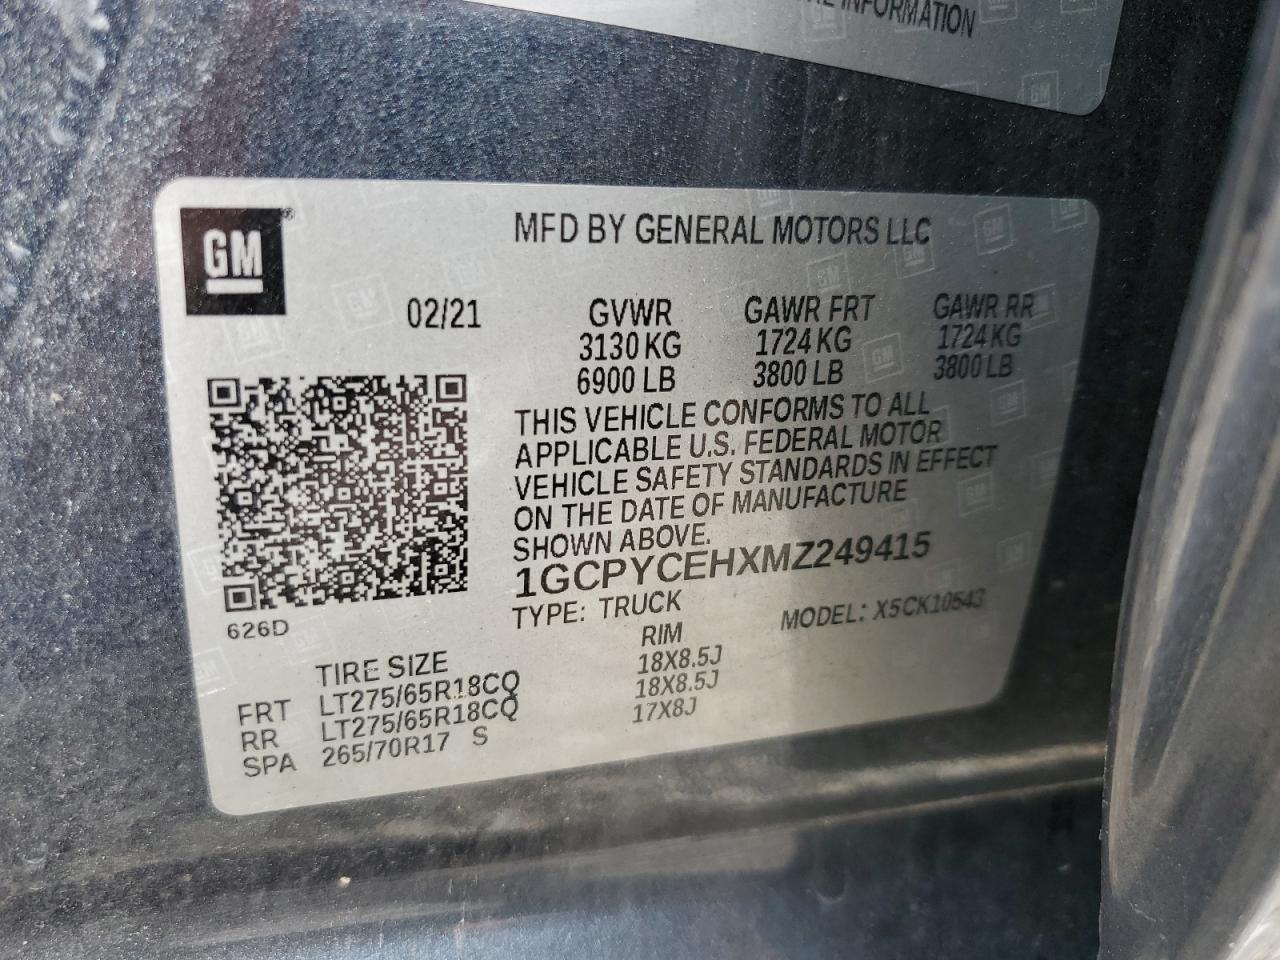 INFORMATION
GM
MFD BY GENERAL MOTORS LLC
02/21 GVWR GAWR FRT GAWR RR
3130 KG 1724 KG 1724 KG
6900 LB 3800 LB 3800 LB
THIS VEHICLE CONFORMS TO ALL
APPLICABLE U.S. FEDERAL MOTOR
VEHICLE SAFETY STANDARDS IN EFFECT
ON THE DATE OF MANUFACTURE
SHOWN ABOVE.
1GCPYCEHXMZ249415
TYPE: TRUCK MODEL: X5CK10543
626D
TIRE SIZE RIM
FRT LT275/65R18CQ 18X8.5J
RR LT275/65R18CQ 18X8.5J
SPA 265/70R17 S 17X8J